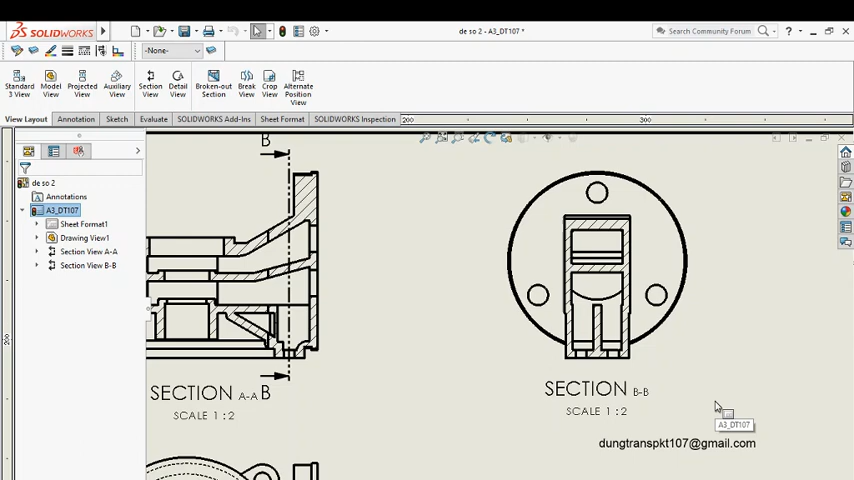 SOLIDWORKS
de so 2 - A3_DT107 *
Search Community Forum
-None-
Standard 3 View
Model View
Projected View
Auxiliary View
Section View
Detail View
Broken-out Section
Break View
Crop View
Alternate Position View
View Layout
Annotation
Sketch
Evaluate
SOLIDWORKS Add-Ins
Sheet Format
SOLIDWORKS Inspection
200
300
de so 2
Annotations
A3_DT107
Sheet Format1
Drawing View1
Section View A-A
Section View B-B
200
B
SECTION A-A
B
SCALE 1 : 2
SECTION B-B
SCALE 1 : 2
A3_DT107
dungtranspkt107@gmail.com